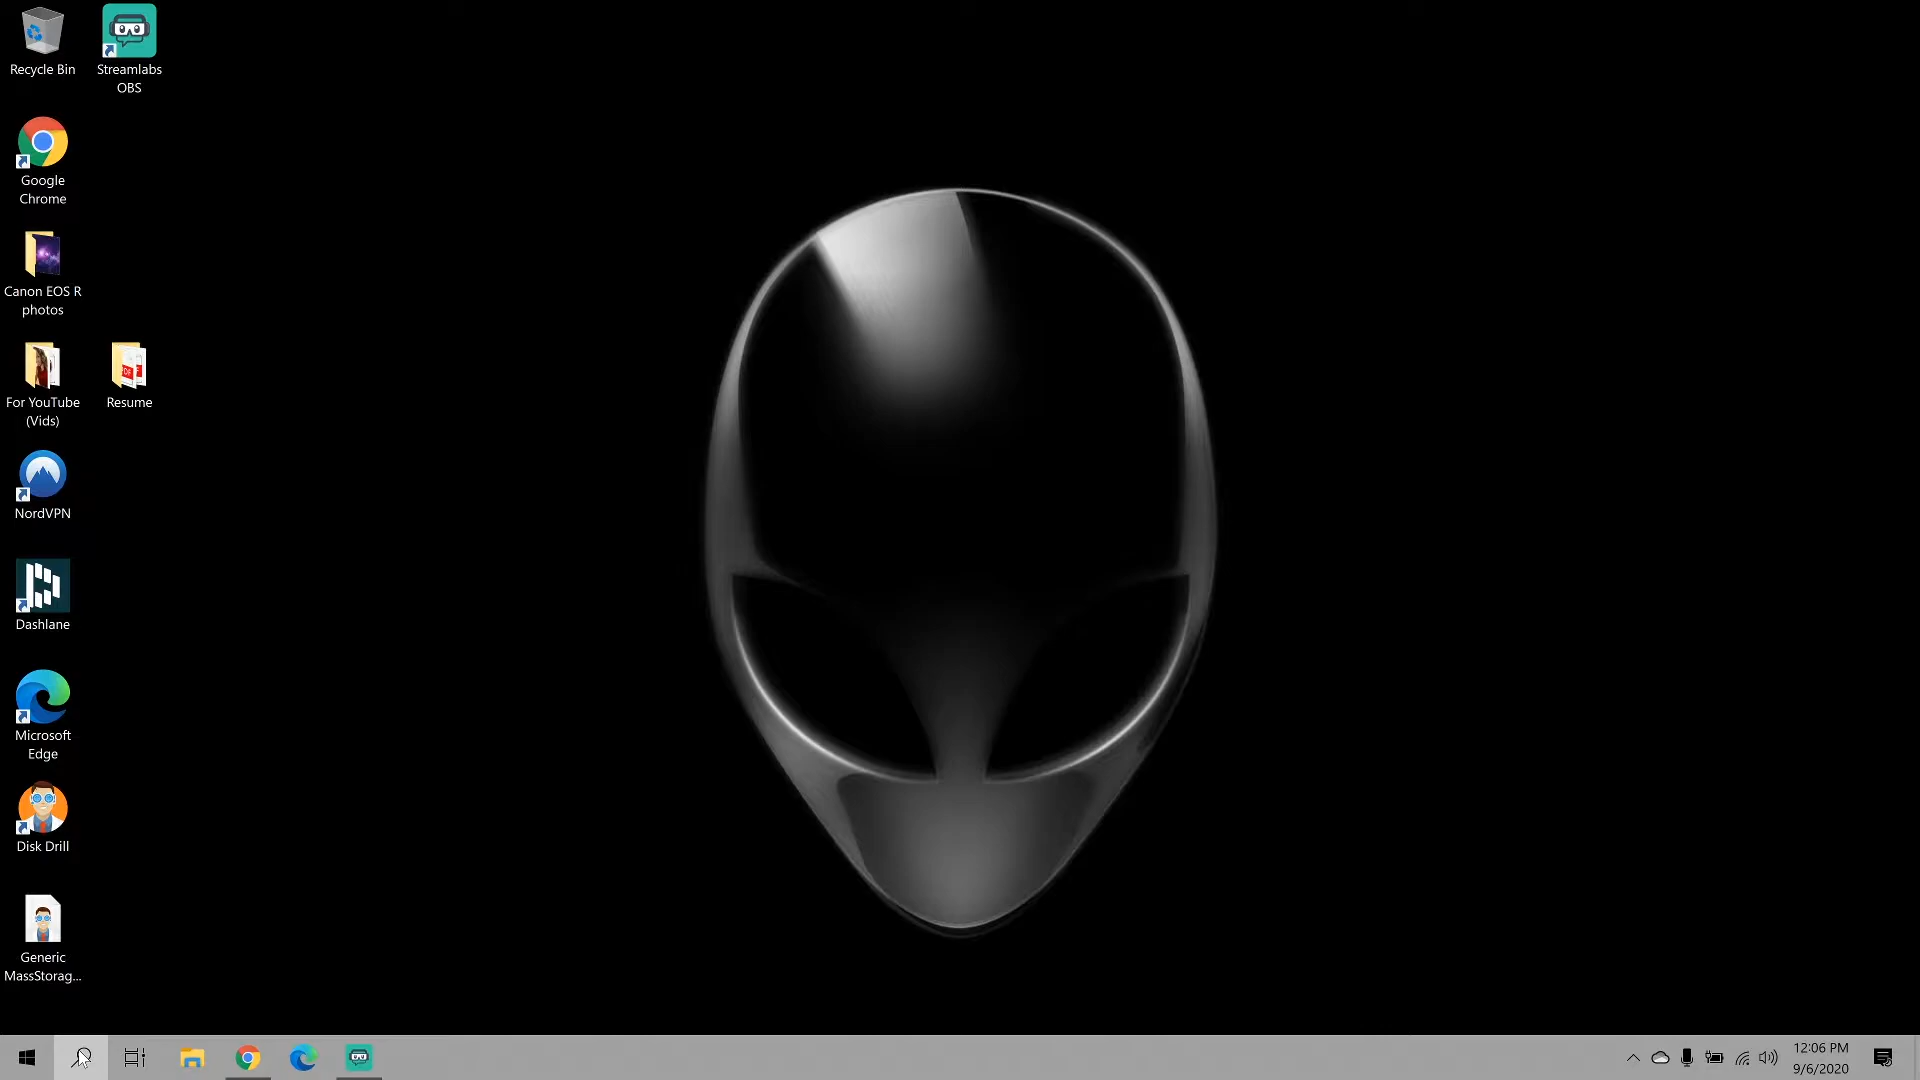 Recycle Bin
Streamlabs
OBS
Google
Chrome
Canon EOS R
photos
For YouTube
(Vids)
Resume
PDF
NordVPN
Dashlane
Microsoft
Edge
Disk Drill
Generic
MassStorag...
12:06 PM
9/6/2020